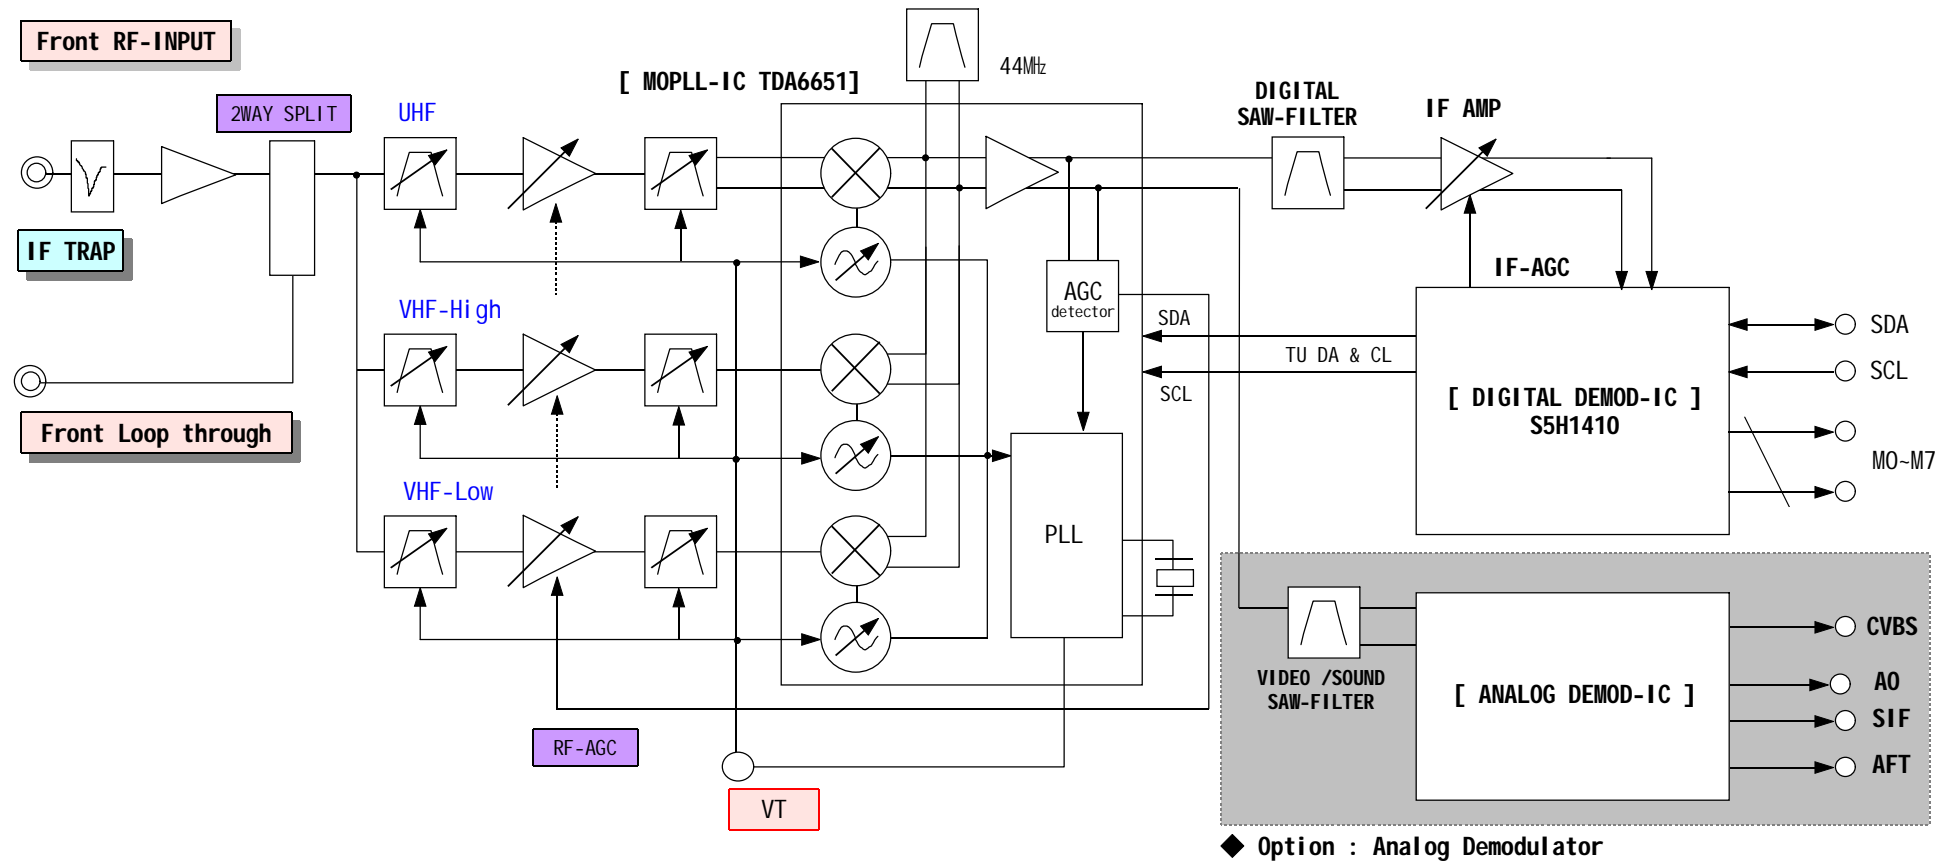 Front RF-INPUT
[ MOPLL-IC TDA6651]
44MHz
2WAY SPLIT
UHF
DIGITAL
SAW-FILTER
IF AMP
IF TRAP
IF-AGC
VHF-High
AGC
detector
SDA
TU DA & CL
SCL
[ DIGITAL DEMOD-IC ]
S5H1410
SDA
SCL
M0~M7
Front Loop through
VHF-Low
PLL
VIDEO /SOUND
SAW-FILTER
[ ANALOG DEMOD-IC ]
CVBS
AO
SIF
AFT
RF-AGC
VT
◆ Option : Analog Demodulator